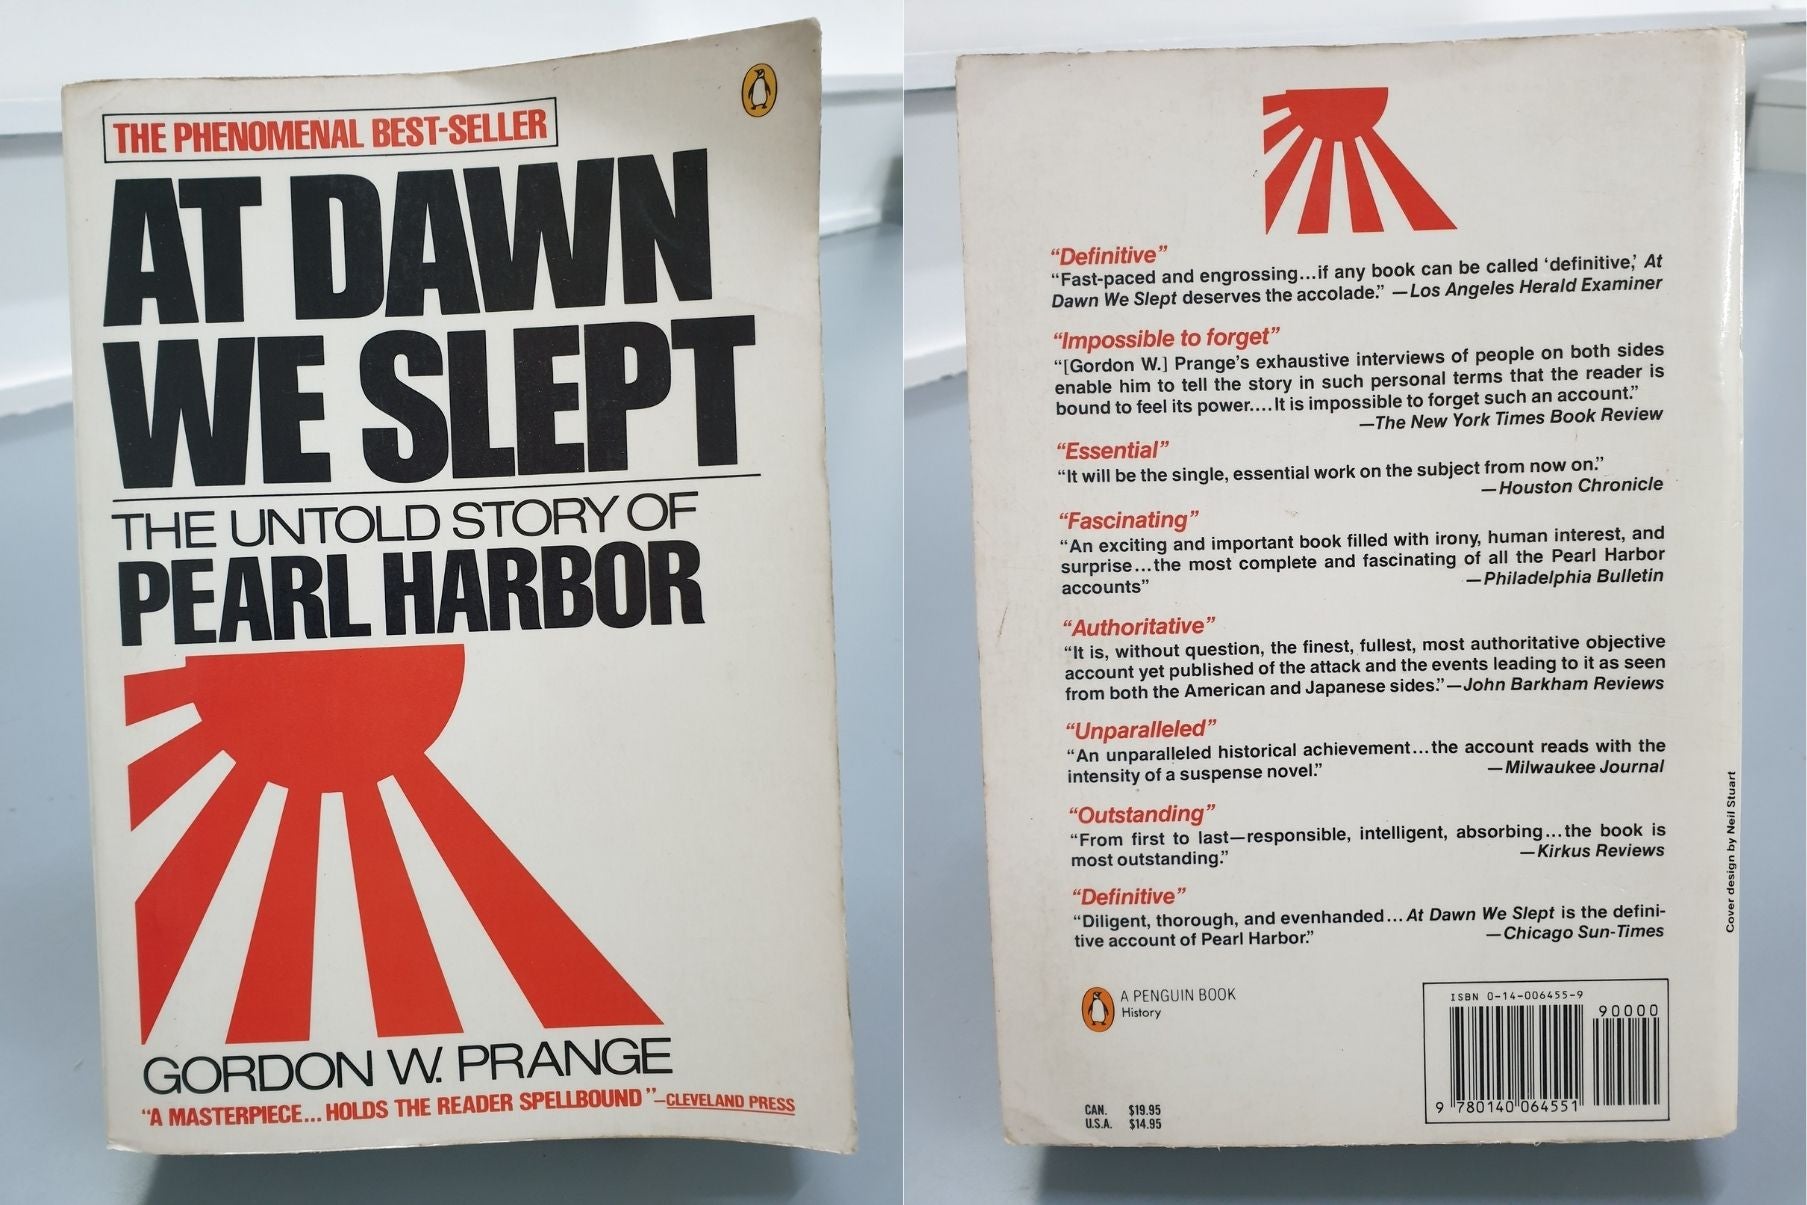 THE PHENOMENAL BEST-SELLER
AT DAWN
WE SLEPT
THE UNTOLD STORY OF
PEARL HARBOR
GORDON W. PRANGE
“A MASTERPIECE... HOLDS THE READER SPELLBOUND”–CLEVELAND PRESS
“Definitive”
“Fast-paced and engrossing...if any book can be called ‘definitive,’ At
Dawn We Slept deserves the accolade.” —Los Angeles Herald Examiner
“Impossible to forget”
“[Gordon W.] Prange’s exhaustive interviews of people on both sides
enable him to tell the story in such personal terms that the reader is
bound to feel its power....It is impossible to forget such an account.”
—The New York Times Book Review
“Essential”
“It will be the single, essential work on the subject from now on.”
—Houston Chronicle
“Fascinating”
“An exciting and important book filled with irony, human interest, and
surprise...the most complete and fascinating of all the Pearl Harbor
accounts” —Philadelphia Bulletin
“Authoritative”
“It is, without question, the finest, fullest, most authoritative objective
account yet published of the attack and the events leading to it as seen
from both the American and Japanese sides.”—John Barkham Reviews
“Unparalleled”
“An unparalleled historical achievement...the account reads with the
intensity of a suspense novel.” —Milwaukee Journal
“Outstanding”
“From first to last—responsible, intelligent, absorbing...the book is
most outstanding.” —Kirkus Reviews
“Definitive”
“Diligent, thorough, and evenhanded... At Dawn We Slept is the defini-
tive account of Pearl Harbor.” —Chicago Sun-Times
Cover design by Neil Stuart
A PENGUIN BOOK
History
CAN. $19.95
U.S.A. $14.95
ISBN 0-14-006455-9
90000
9 780140 064551